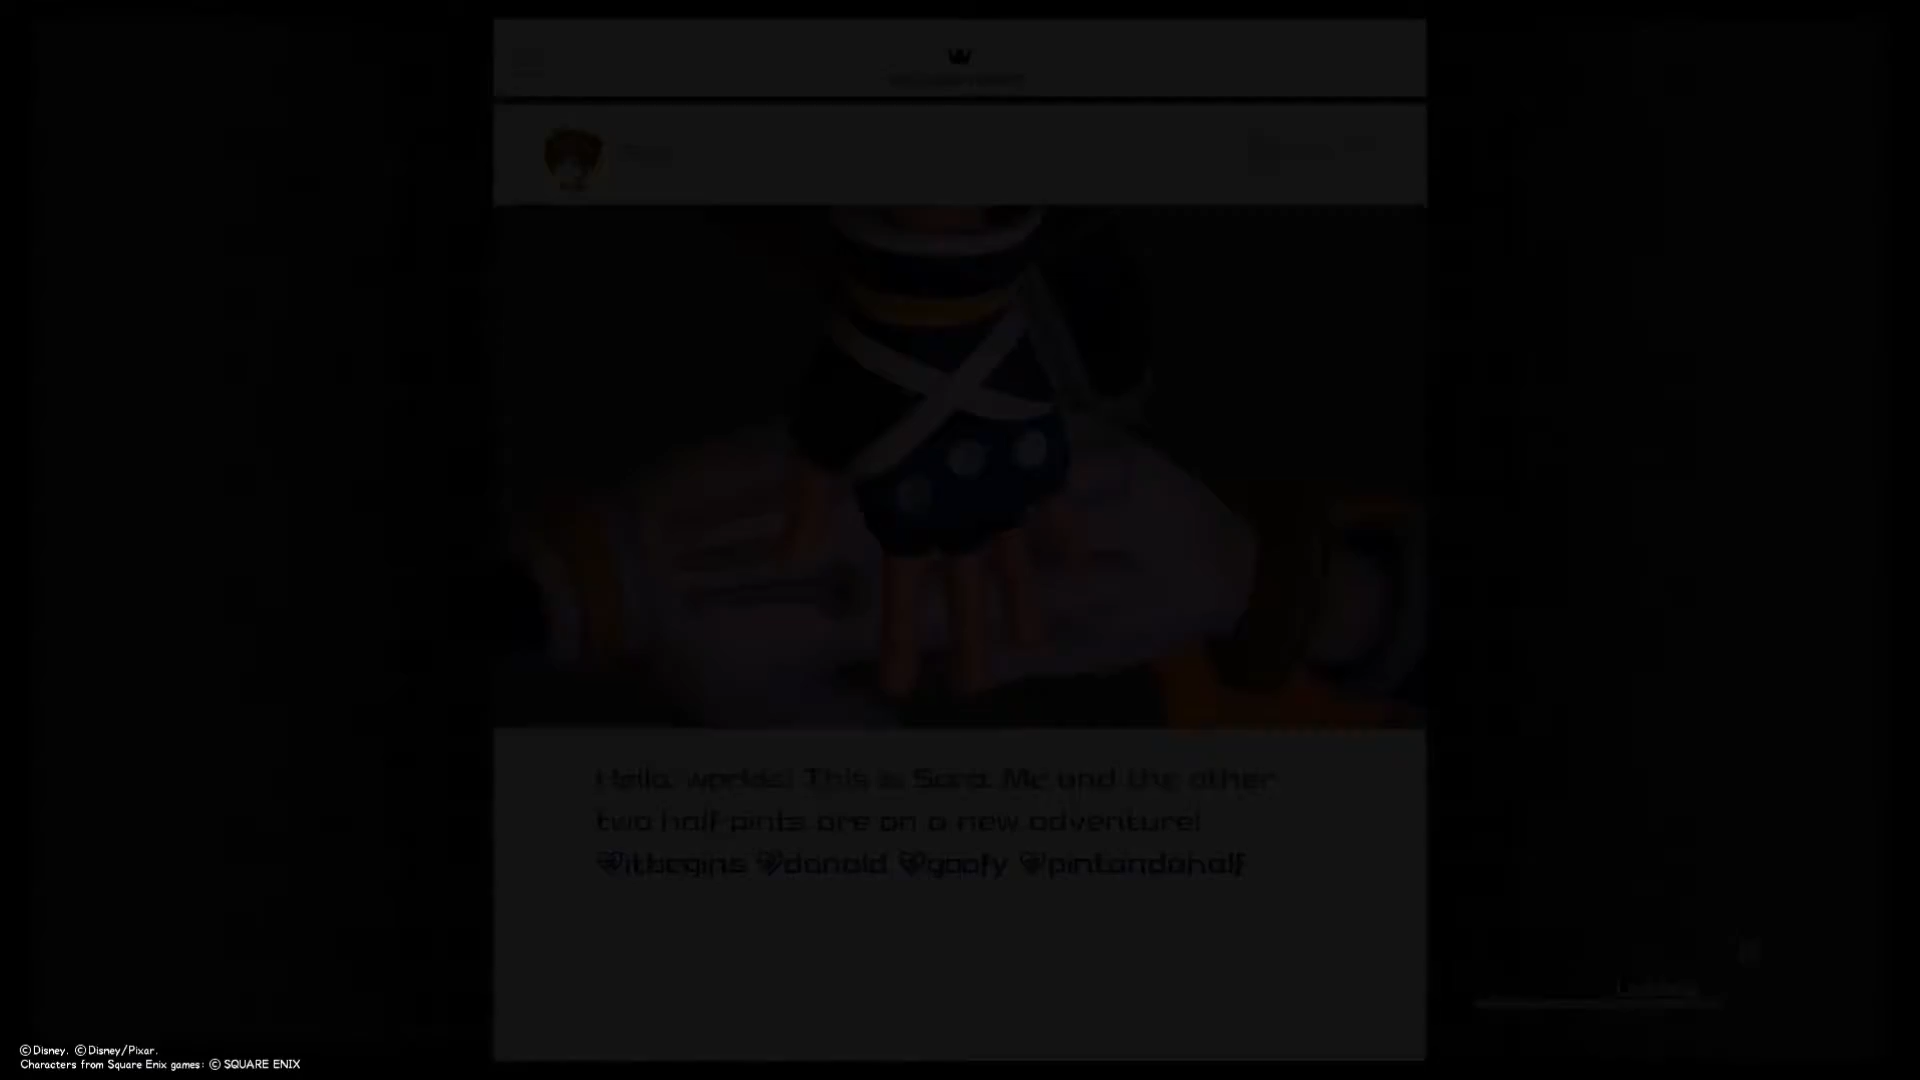 Hello, worlds! This is Sora. Me and the other
two half pints are on a new adventure!
itbegins donald goofy pintandahalf
Loading
©Disney. ©Disney/Pixar.
Characters from Square Enix games: © SQUARE ENIX